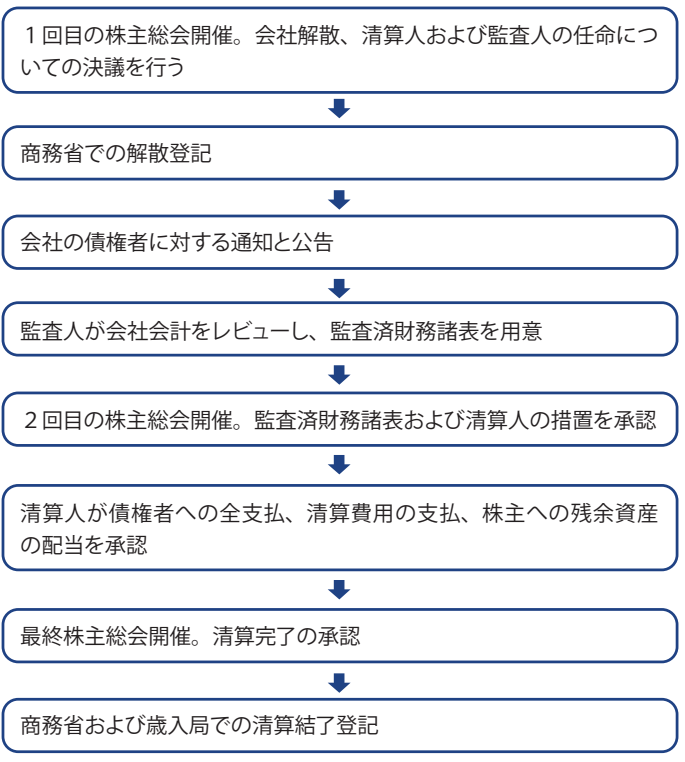 １回目の株主総会開催。会社解散、清算人および監査人の任命につ
いての決議を行う
商務省での解散登記
会社の債権者に対する通知と公告
監査人が会社会計をレビューし、監査済財務諸表を用意
２回目の株主総会開催。監査済財務諸表および清算人の措置を承認
清算人が債権者への全支払、清算費用の支払、株主への残余資産
の配当を承認
最終株主総会開催。清算完了の承認
商務省および歳入局での清算結了登記